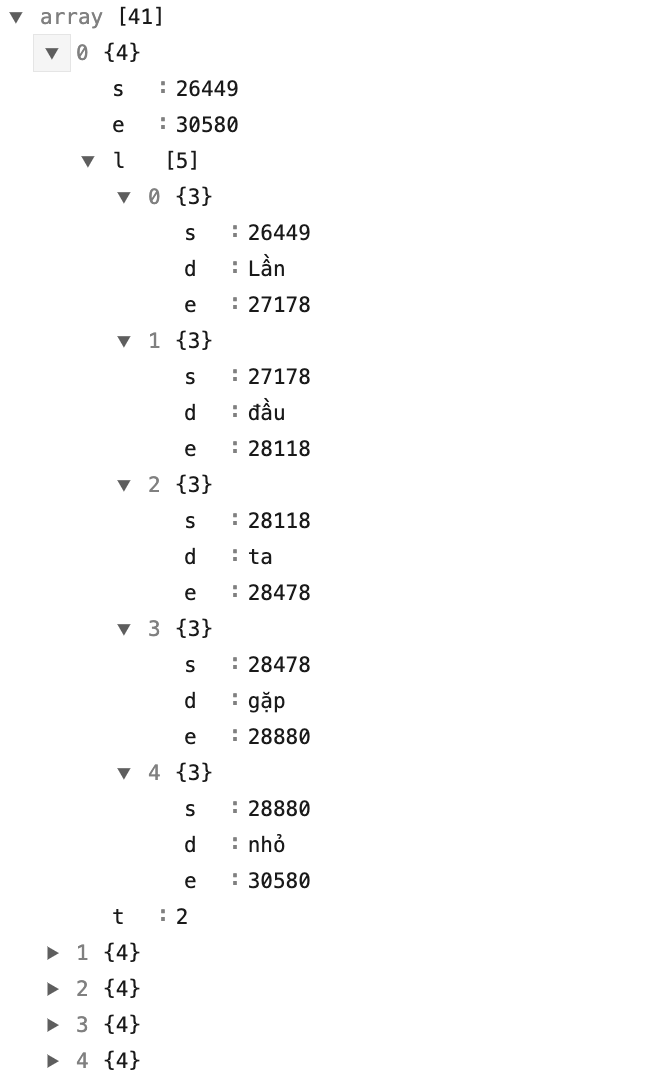 ▼ array [41]
▼ 0 {4}
s : 26449
e : 30580
▼ l [5]
▼ 0 {3}
s : 26449
d : Lần
e : 27178
▼ 1 {3}
s : 27178
d : đầu
e : 28118
▼ 2 {3}
s : 28118
d : ta
e : 28478
▼ 3 {3}
s : 28478
d : gặp
e : 28880
▼ 4 {3}
s : 28880
d : nhỏ
e : 30580
t : 2
▶ 1 {4}
▶ 2 {4}
▶ 3 {4}
▶ 4 {4}